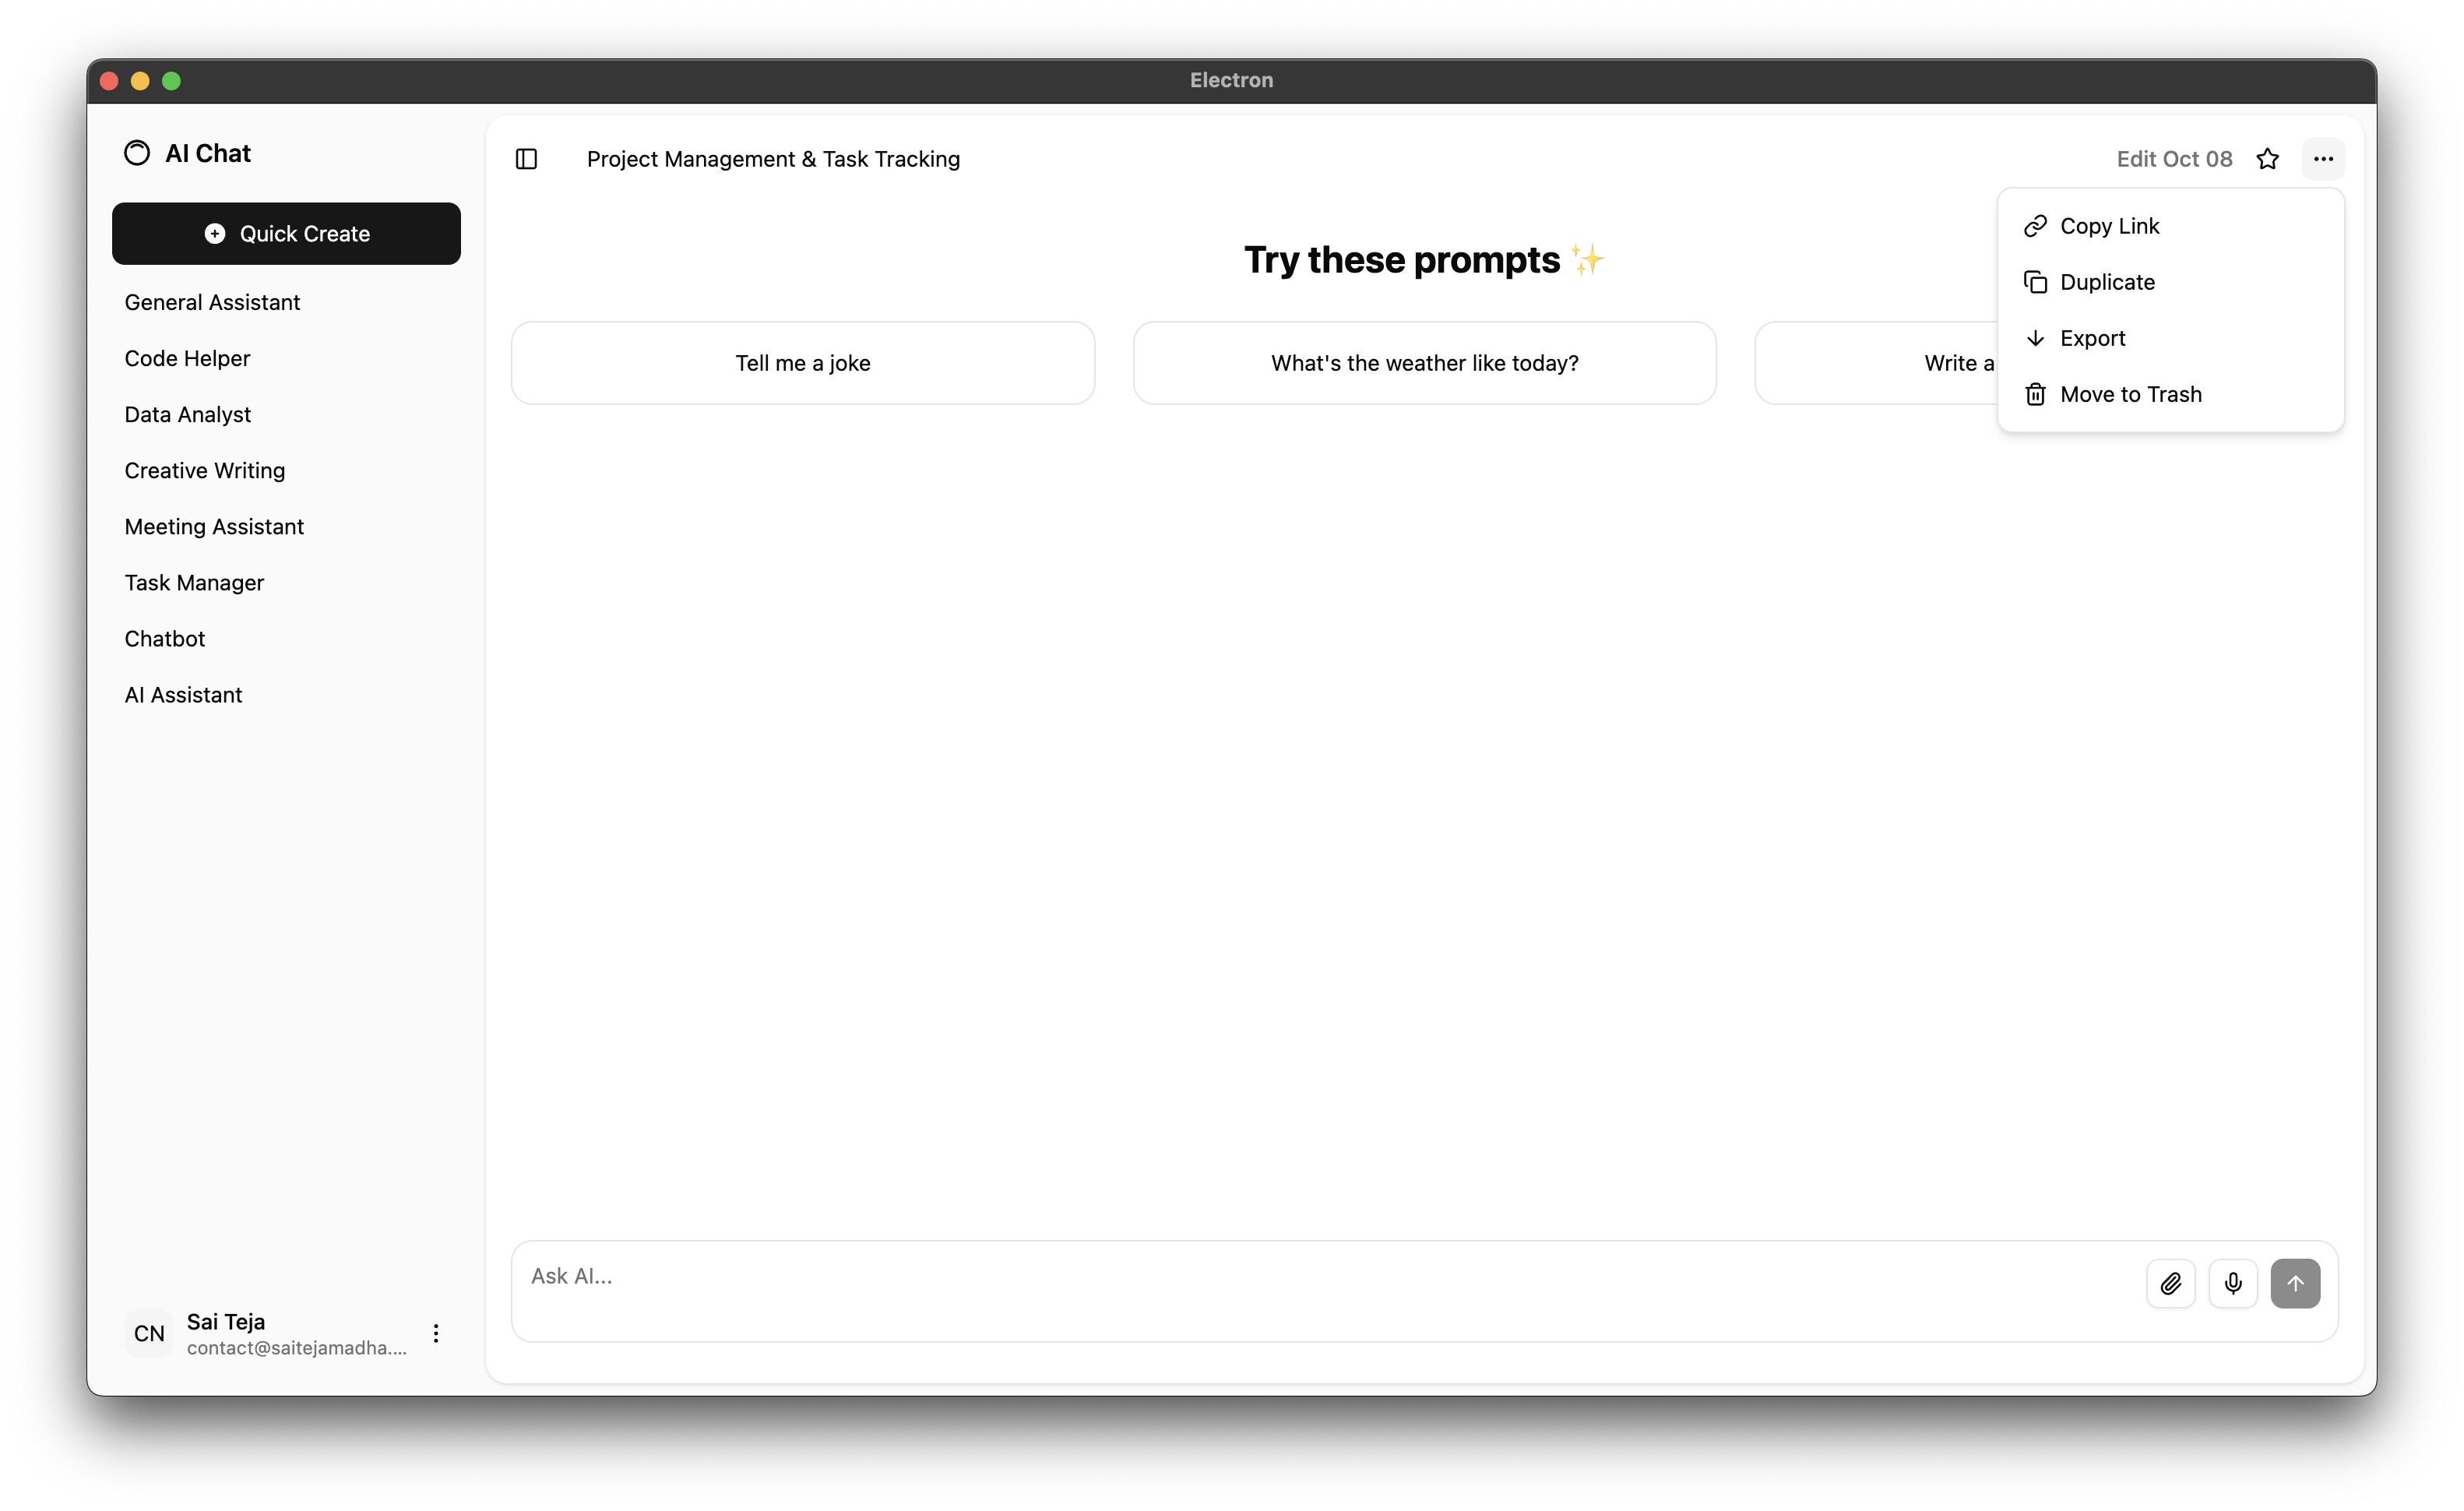 Electron
AI Chat
Quick Create
General Assistant
Code Helper
Data Analyst
Creative Writing
Meeting Assistant
Task Manager
Chatbot
AI Assistant
CN
Sai Teja
contact@saitejamadha....
Project Management & Task Tracking
Edit Oct 08
Copy Link
Duplicate
Export
Move to Trash
Try these prompts ✨
Tell me a joke
What's the weather like today?
Write a
Ask AI...